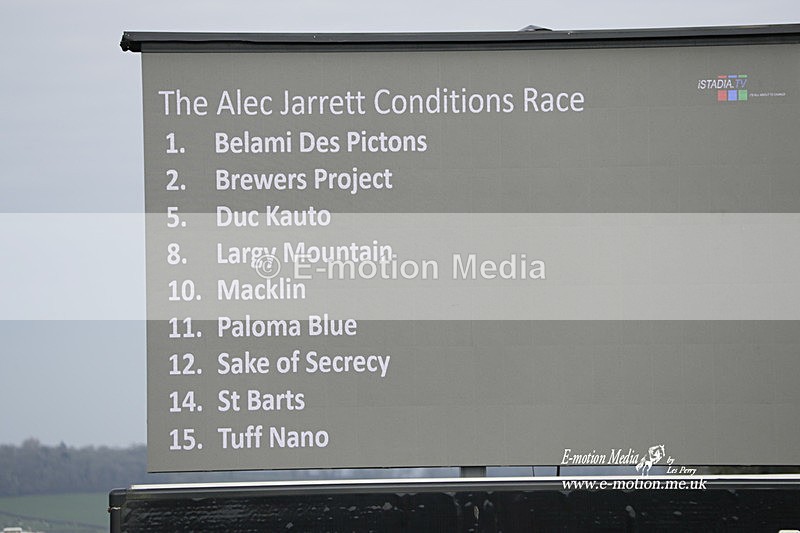 The Alec Jarrett Conditions Race
iSTADIA.TV
1. Belami Des Pictons
2. Brewers Project
5. Duc Kauto
8. Largy Mountain
© E-motion Media
10. Macklin
11. Paloma Blue
12. Sake of Secrecy
14. St Barts
15. Tuff Nano
E-motion Media by
Les Perry
www.e-motion.me.uk